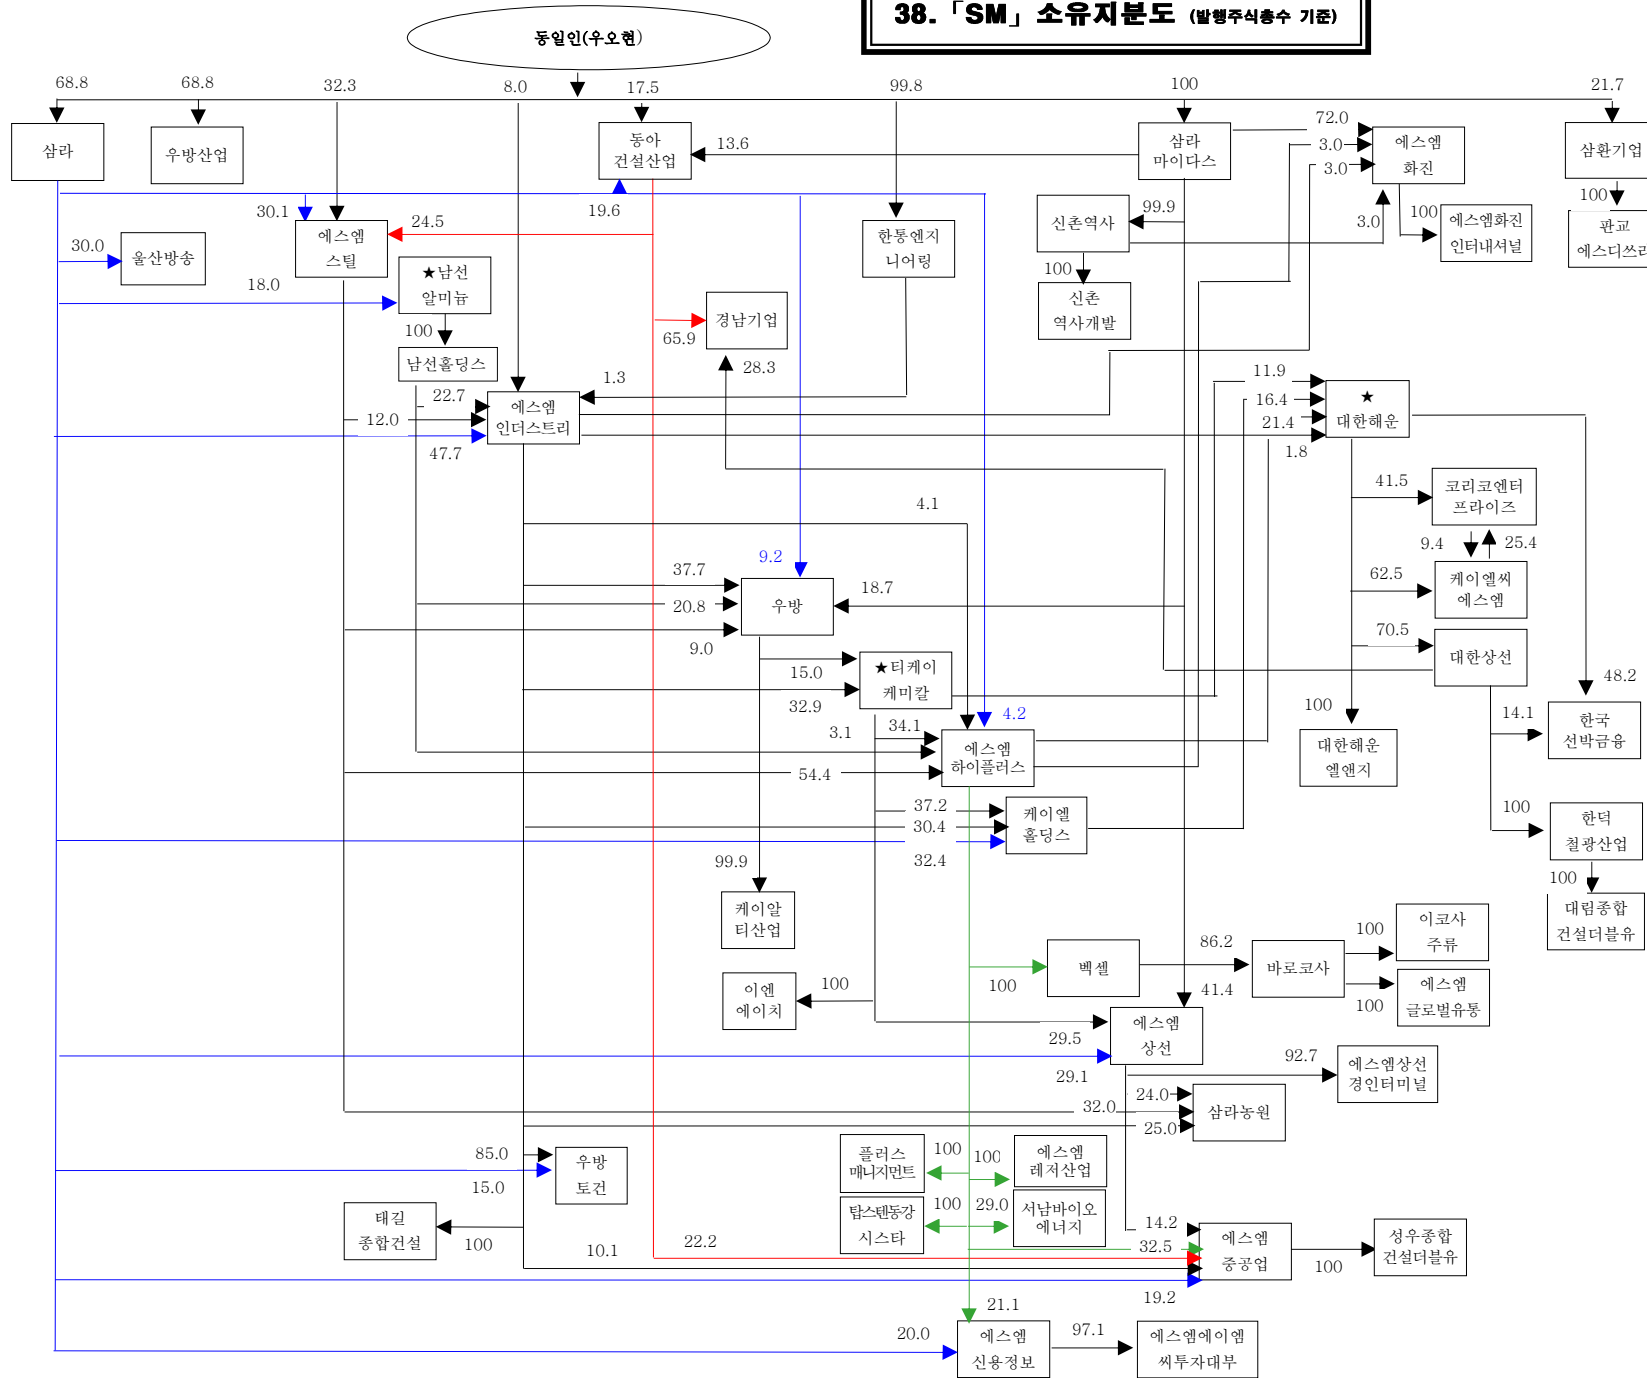 38.「SM」 소유지분도 (발행주식총수 기준)
동일인(우오현)
68.8
68.8
32.3
8.0
17.5
99.8
100
21.7
삼라
우방산업
동아
건설산업
13.6
삼라
마이다스
72.0
3.0
3.0
에스엠
화진
삼환기업
100
판교
에스디쓰리
30.1
19.6
24.5
에스엠
스틸
한통엔지
니어링
신촌역사
99.9
3.0
100
에스엠화진
인터내셔널
30.0
울산방송
18.0
★남선
알미늄
100
남선홀딩스
경남기업
65.9
28.3
100
신촌
역사개발
22.7
12.0
47.7
에스엠
인더스트리
1.3
11.9
16.4
21.4
1.8
★
대한해운
4.1
41.5
코리코엔터
프라이즈
9.4
25.4
62.5
케이엘씨
에스엠
9.2
37.7
20.8
9.0
우방
18.7
70.5
대한상선
48.2
15.0
32.9
★티케이
케미칼
100
대한해운
엘앤지
14.1
한국
선박금융
34.1
3.1
54.4
4.2
에스엠
하이플러스
37.2
30.4
32.4
케이엘
홀딩스
100
한덕
철광산업
100
대림종합
건설더블유
99.9
케이알
티산업
100
벡셀
86.2
바로코사
100
이코사
주류
100
에스엠
글로벌유통
이엔
에이치
100
41.4
29.5
29.1
에스엠
상선
92.7
에스엠상선
경인터미널
24.0
32.0
25.0
삼라농원
85.0
15.0
우방
토건
플러스
매니지먼트
100
100
에스엠
레저산업
탑스텐동강
시스타
100
29.0
서남바이오
에너지
태길
종합건설
100
10.1
22.2
14.2
32.5
19.2
에스엠
중공업
100
성우종합
건설더블유
21.1
20.0
에스엠
신용정보
97.1
에스엠에이엠
씨투자대부